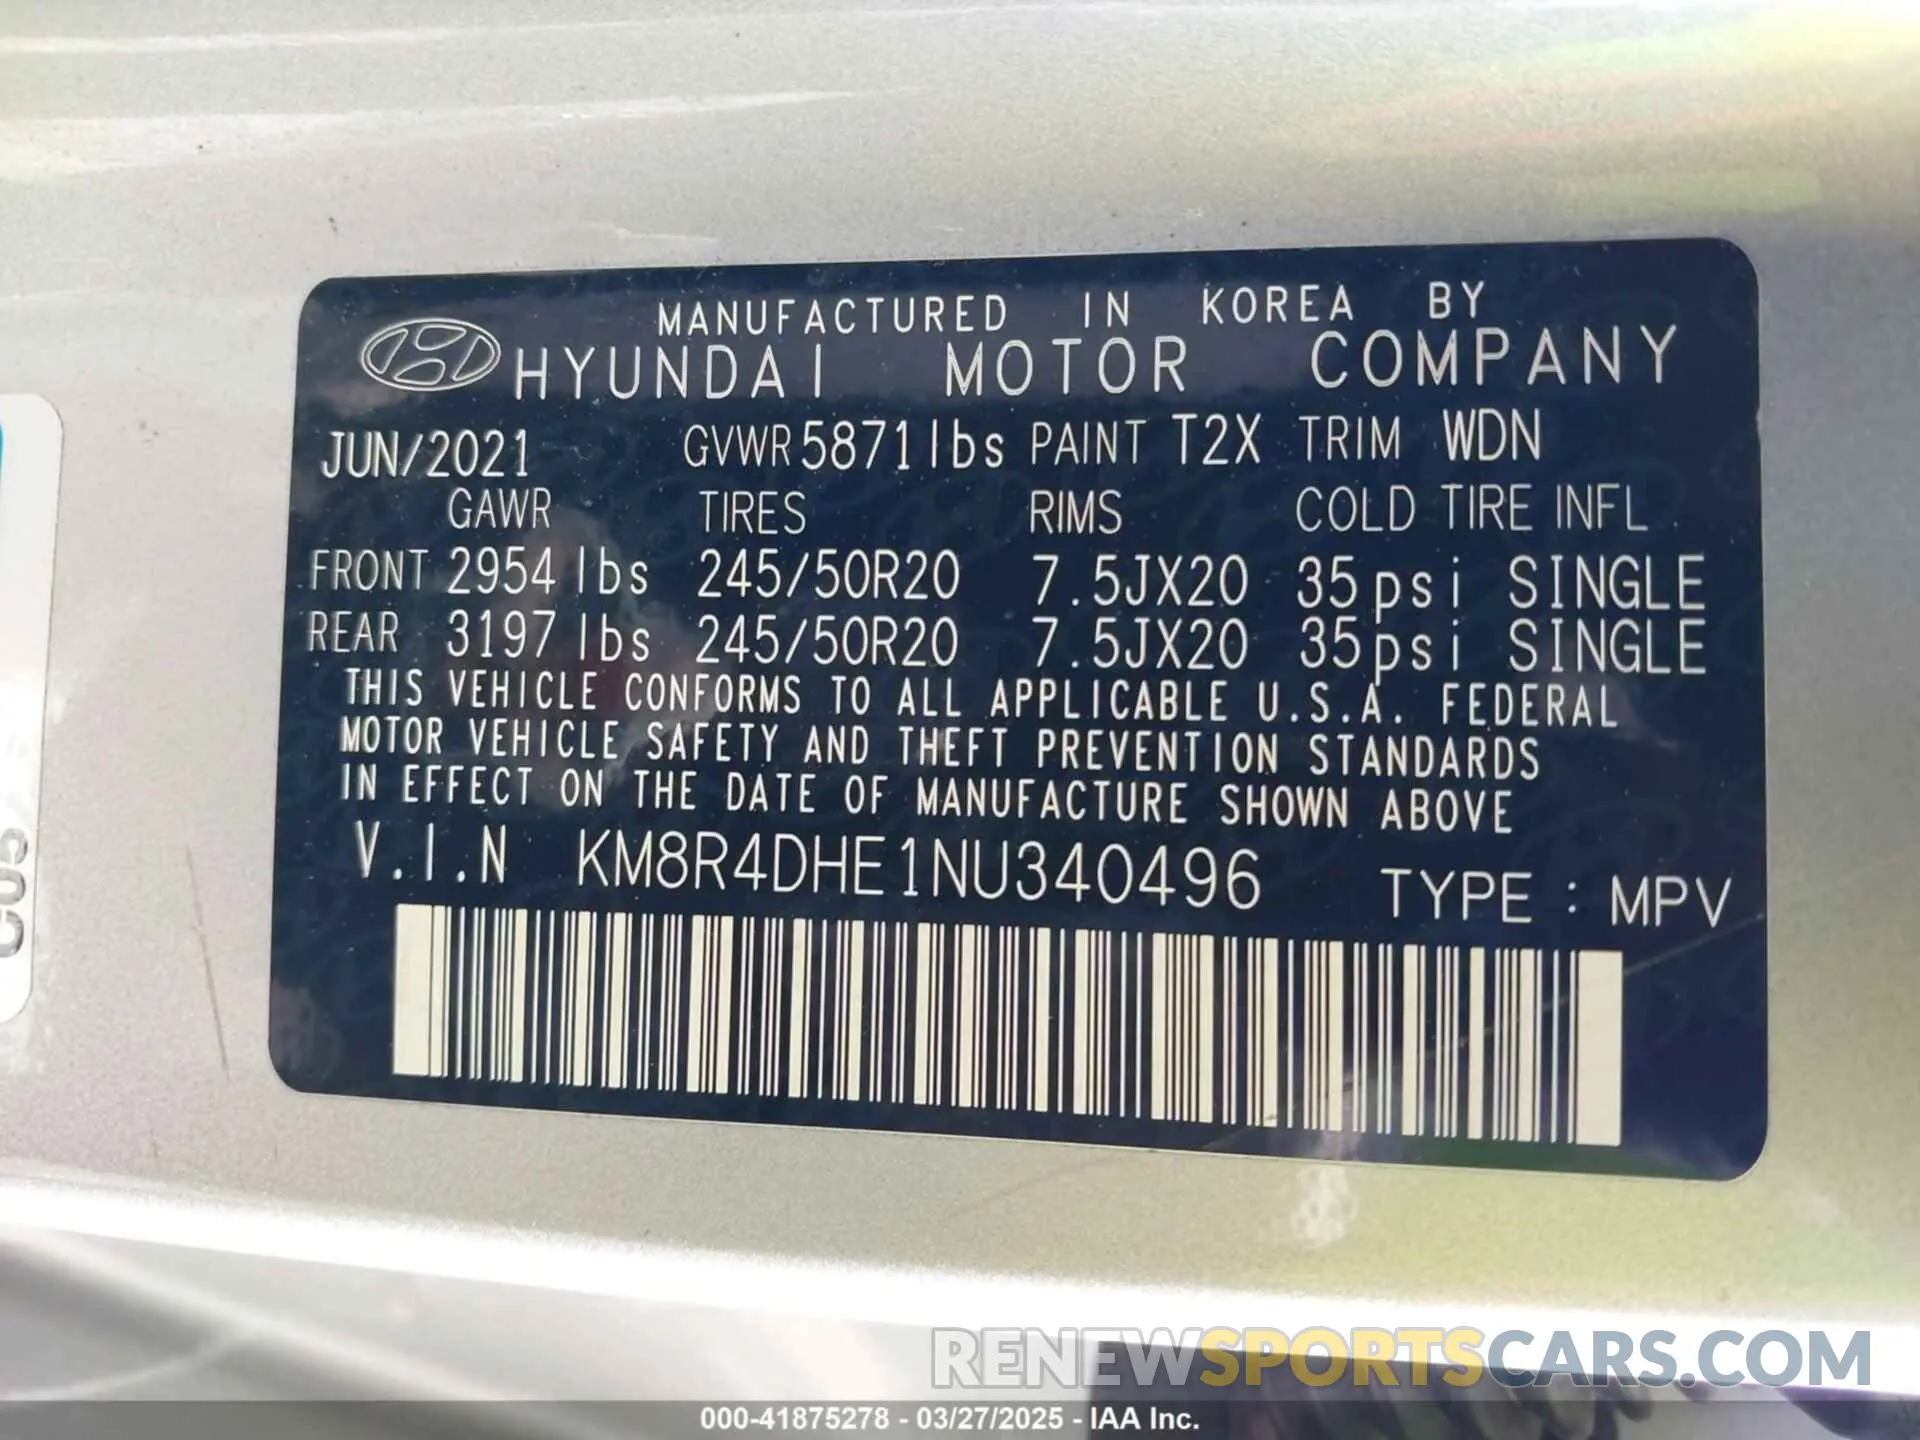 MANUFACTURED IN KOREA BY
HYUNDAI MOTOR COMPANY
JUN/2021 GVWR 5871lbs PAINT T2X TRIM WDN
GAWR TIRES RIMS COLD TIRE INFL.
FRONT 2954 lbs 245/50R20 7.5JX20 35psi SINGLE
REAR 3197 lbs 245/50R20 7.5JX20 35psi SINGLE
THIS VEHICLE CONFORMS TO ALL APPLICABLE U.S.A. FEDERAL
MOTOR VEHICLE SAFETY AND THEFT PREVENTION STANDARDS
IN EFFECT ON THE DATE OF MANUFACTURE SHOWN ABOVE
V.I.N KM8R4DHE1NU340496 TYPE : MPV
RENEWSPORTSCARS.COM
000-41875278 - 03/27/2025 - IAA Inc.